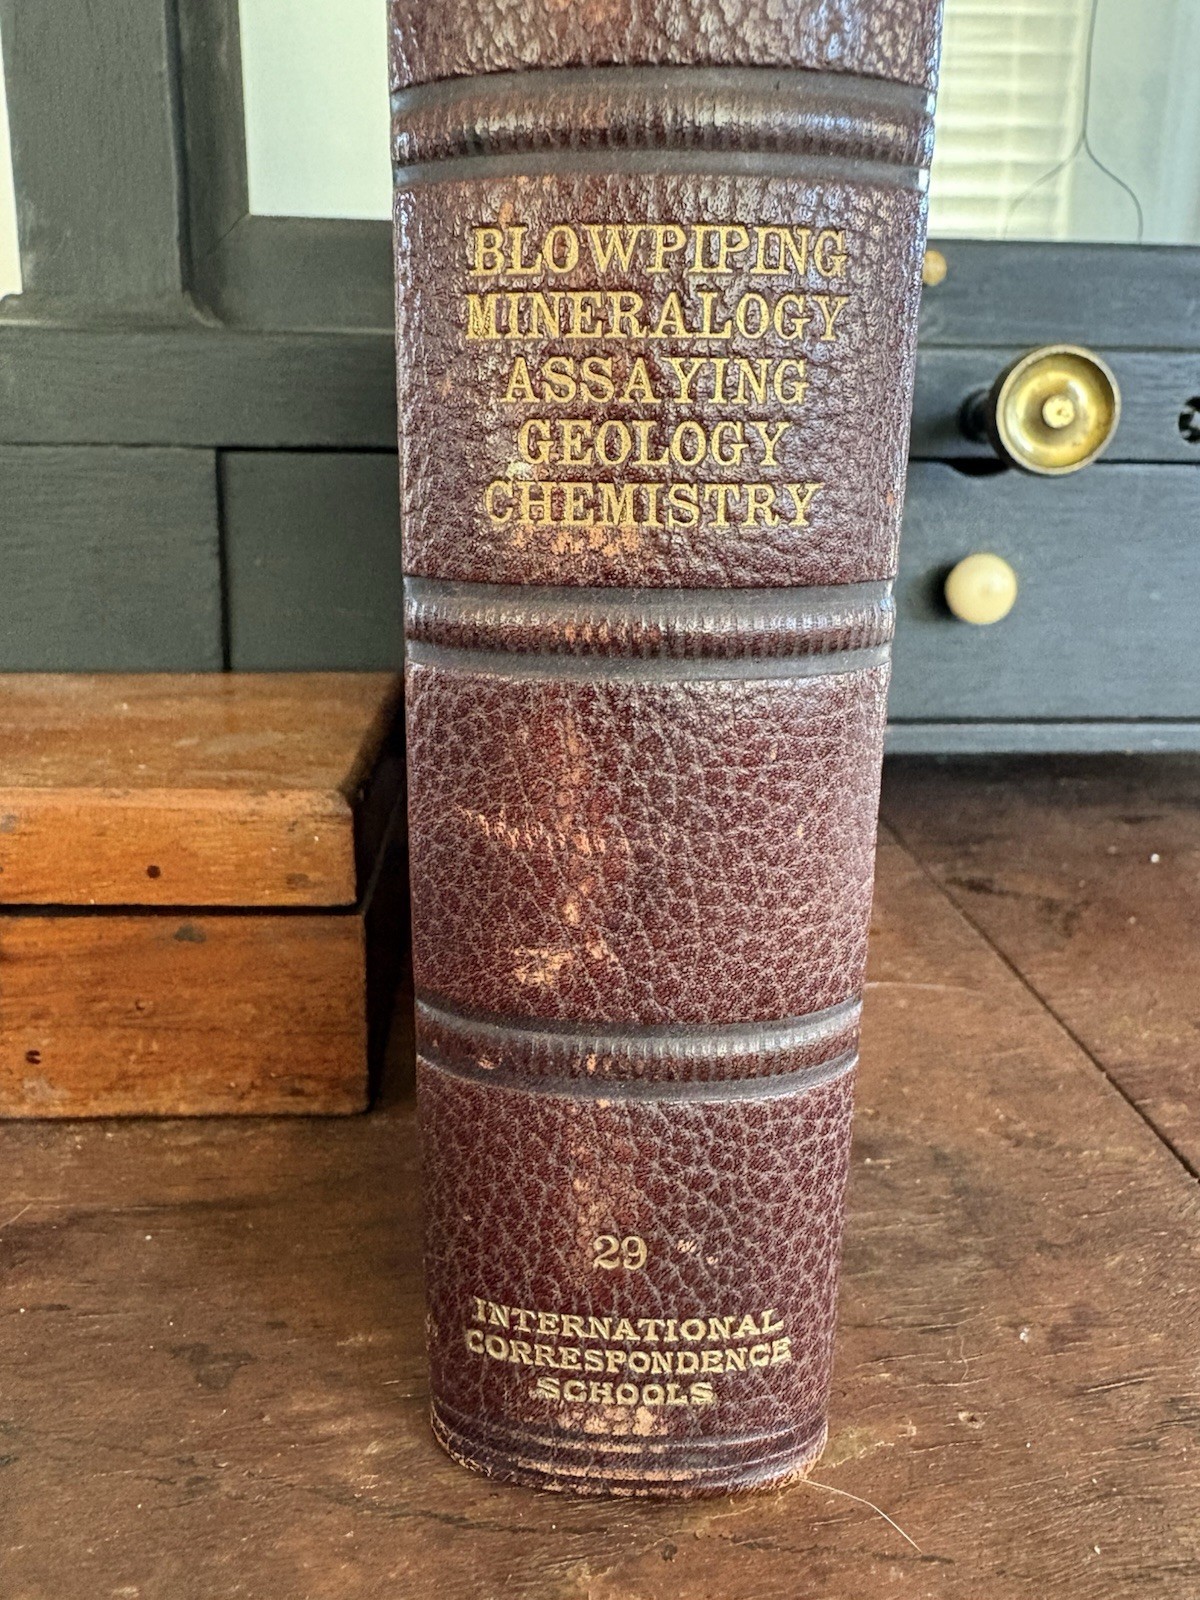 BLOWPIPING
MINERALOGY
ASSAYING
GEOLOGY
CHEMISTRY
29
INTERNATIONAL
CORRESPONDENCE
SCHOOLS